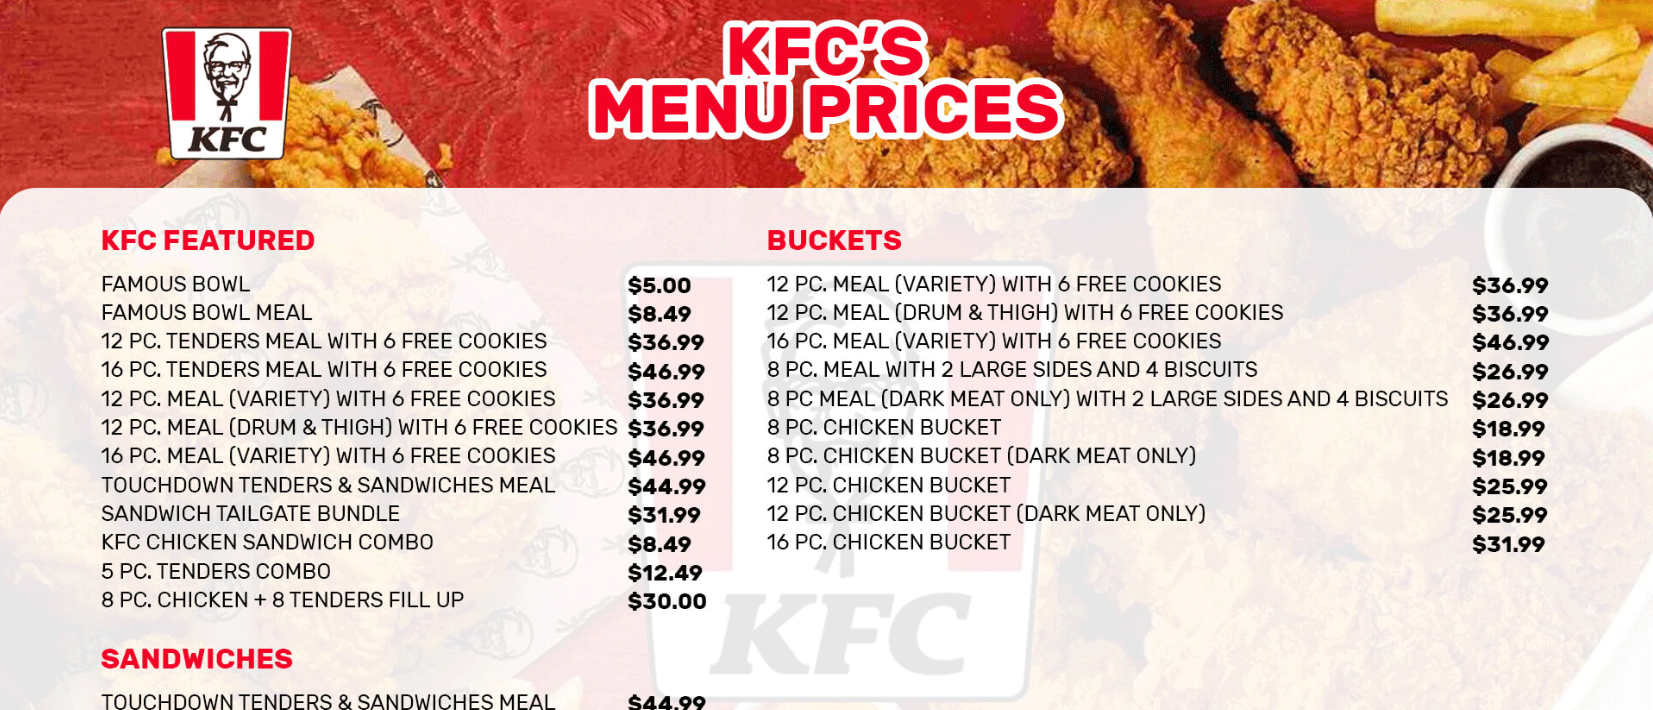 KFC
KFC'S
MENU PRICES
KFC FEATURED
FAMOUS BOWL $5.00
FAMOUS BOWL MEAL $8.49
12 PC. TENDERS MEAL WITH 6 FREE COOKIES $36.99
16 PC. TENDERS MEAL WITH 6 FREE COOKIES $46.99
12 PC. MEAL (VARIETY) WITH 6 FREE COOKIES $36.99
12 PC. MEAL (DRUM & THIGH) WITH 6 FREE COOKIES $36.99
16 PC. MEAL (VARIETY) WITH 6 FREE COOKIES $46.99
TOUCHDOWN TENDERS & SANDWICHES MEAL $44.99
SANDWICH TAILGATE BUNDLE $31.99
KFC CHICKEN SANDWICH COMBO $8.49
5 PC. TENDERS COMBO $12.49
8 PC. CHICKEN + 8 TENDERS FILL UP $30.00
SANDWICHES
TOUCHDOWN TENDERS & SANDWICHES MEAL $44.99
BUCKETS
12 PC. MEAL (VARIETY) WITH 6 FREE COOKIES $36.99
12 PC. MEAL (DRUM & THIGH) WITH 6 FREE COOKIES $36.99
16 PC. MEAL (VARIETY) WITH 6 FREE COOKIES $46.99
8 PC. MEAL WITH 2 LARGE SIDES AND 4 BISCUITS $26.99
8 PC MEAL (DARK MEAT ONLY) WITH 2 LARGE SIDES AND 4 BISCUITS $26.99
8 PC. CHICKEN BUCKET $18.99
8 PC. CHICKEN BUCKET (DARK MEAT ONLY) $18.99
12 PC. CHICKEN BUCKET $25.99
12 PC. CHICKEN BUCKET (DARK MEAT ONLY) $25.99
16 PC. CHICKEN BUCKET $31.99
KFC